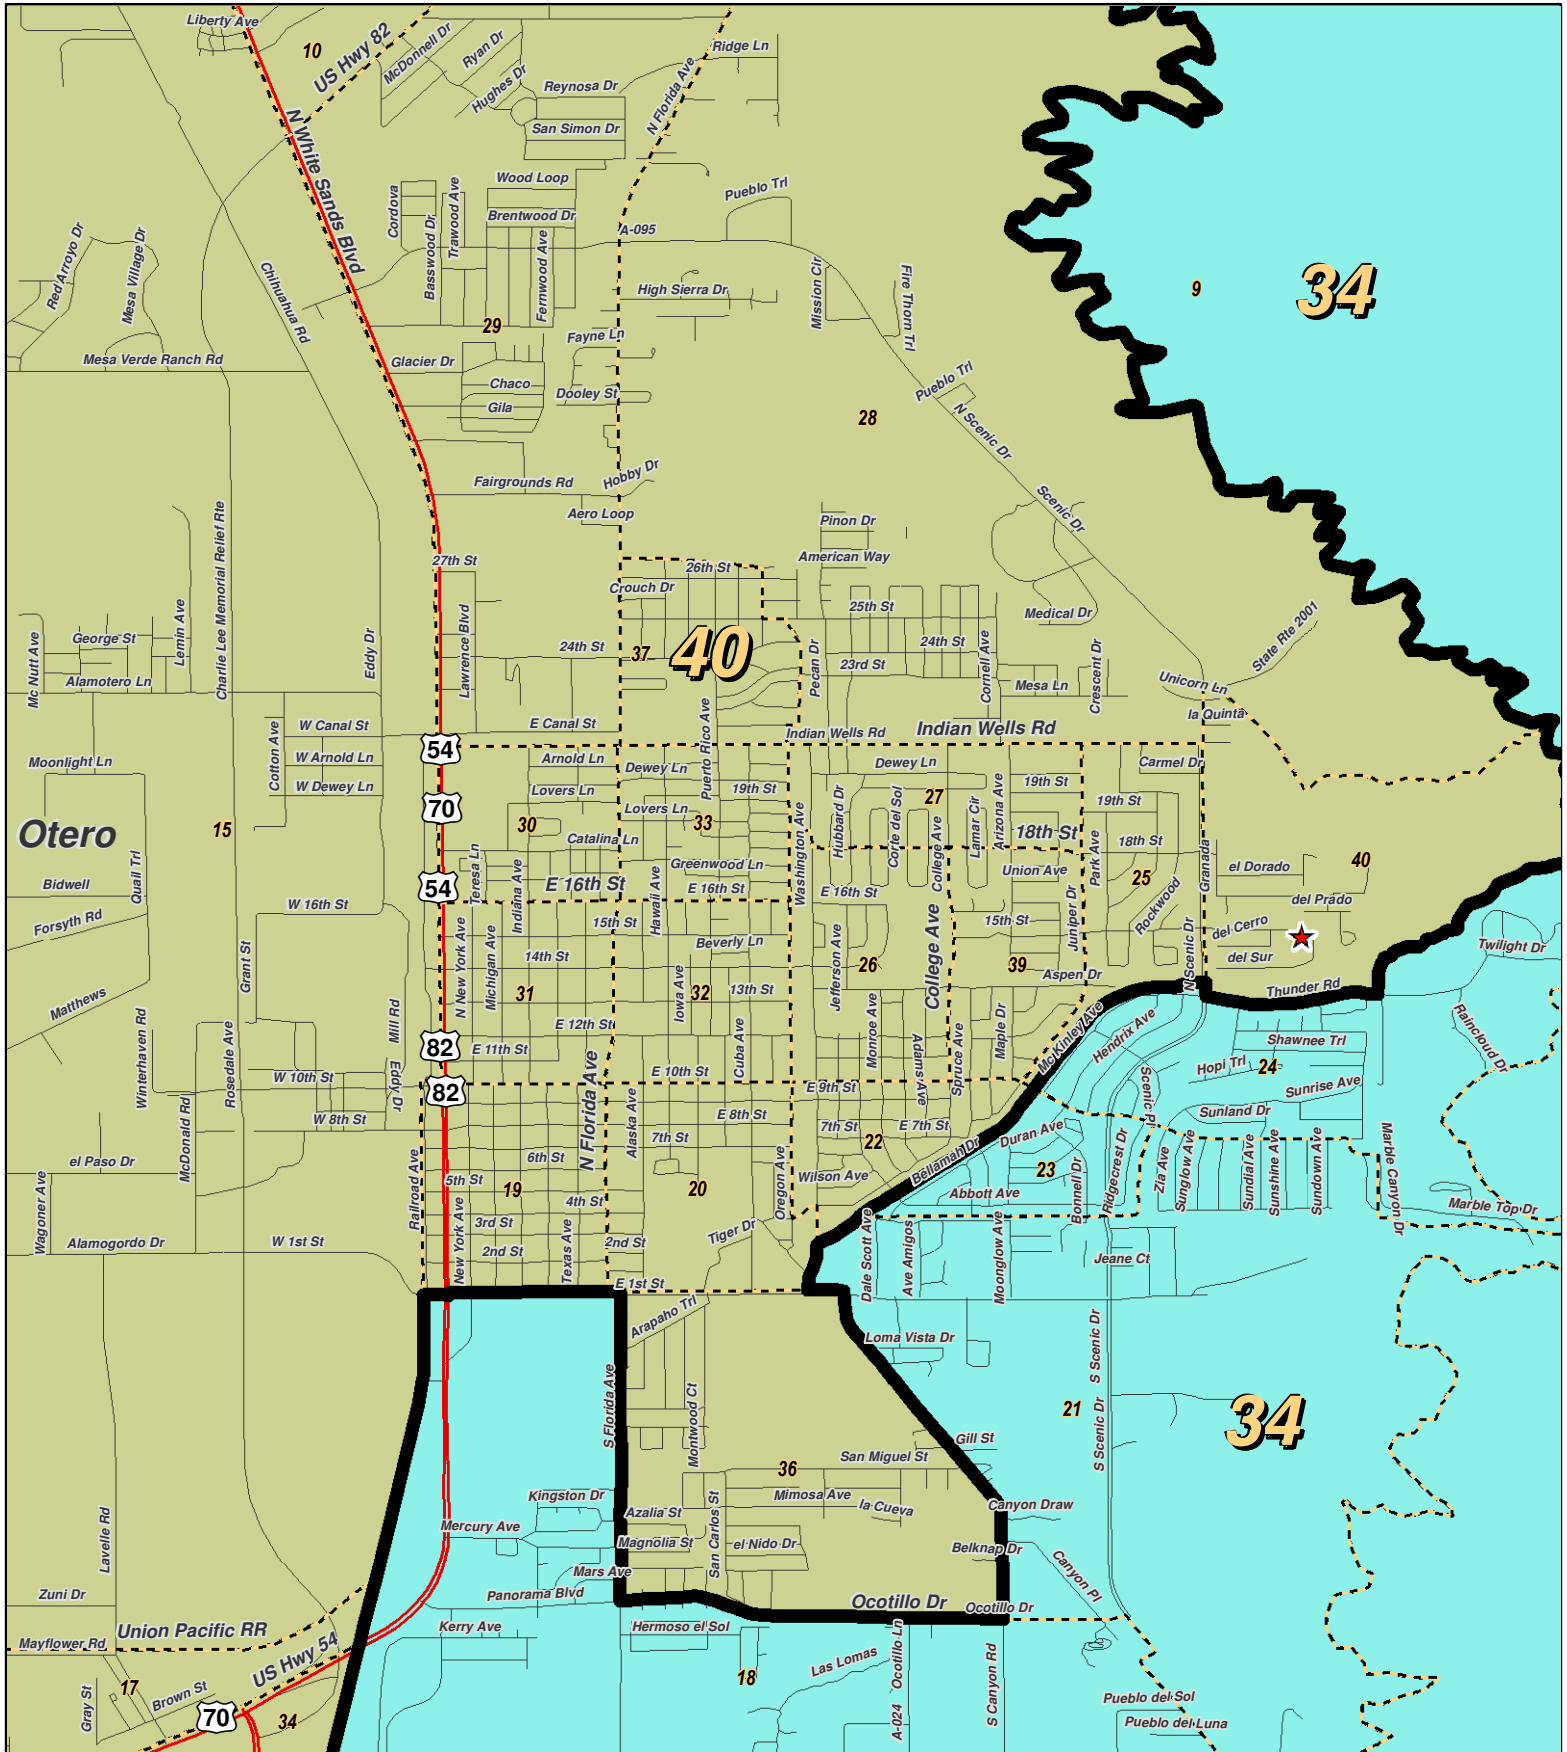 Liberty Ave
10
US Hwy 82
McDonnell Dr
Ryan Dr
Hughes Dr
Reynosa Dr
San Simon Dr
N Florida Ave
Ridge Ln
N White Sands Blvd
Wood Loop
Brentwood Dr
Cordova
Basswood Dr
Trawood Ave
Fernwood Ave
A-095
Pueblo Trl
Red Arroyo Dr
Mesa Village Dr
Chihuahua Rd
High Sierra Dr
Mission Cir
Fire Thorn Trl
9
34
29
Fayne Ln
Mesa Verde Ranch Rd
Glacier Dr
Chaco
Gila
Dooley St
Pueblo Trl
28
N Scenic Dr
Fairgrounds Rd
Hobby Dr
Aero Loop
Scenic Dr
Pinon Dr
American Way
27th St
26th St
Crouch Dr
Charlie Lee Memorial Relief Rte
Mc Nutt Ave
George St
Lemin Ave
Alamotero Ln
Eddy Dr
Lawrence Blvd
24th St
37
40
25th St
24th St
23rd St
Pecan Dr
Cornell Ave
Medical Dr
Mesa Ln
Crescent Dr
State Rte 2001
Unicorn Ln
la Quinta
W Canal St
E Canal St
Puerto Rico Ave
Indian Wells Rd
Indian Wells Rd
54
Cotton Ave
W Arnold Ln
W Dewey Ln
Moonlight Ln
Arnold Ln
Dewey Ln
Dewey Ln
Carmel Dr
19th St
19th St
19th St
70
Lovers Ln
Lovers Ln
Otero
15
30
33
27
Washington Ave
Hubbard Dr
Corte del Sol
College Ave
Lamar Cir
Arizona Ave
18th St
18th St
Park Ave
Catalina Ln
Greenwood Ln
Union Ave
25
Granada
el Dorado
40
Bidwell
Quail Trl
54
Teresa Ln
Indiana Ave
E 16th St
Hawaii Ave
E 16th St
E 16th St
W 16th St
Forsyth Rd
15th St
15th St
Juniper Dr
Rockwood
del Prado
del Cerro
del Sur
Beverly Ln
14th St
N New York Ave
Michigan Ave
Grant St
31
Iowa Ave
32
13th St
Jefferson Ave
26
College Ave
39
Aspen Dr
N Scenic Dr
Thunder Rd
Twilight Dr
Matthews
Winterhaven Rd
Mill Rd
Rosedale Ave
82
E 12th St
E 11th St
E 10th St
Cuba Ave
Monroe Ave
Adams Ave
Spruce Ave
Maple Dr
Mc Kinley Ave
Hendrix Ave
Shawnee Trl
Hopi Trl
24
Raincloud Dr
W 10th St
Eddy Dr
82
W 8th St
E 9th St
E 8th St
Alaska Ave
N Florida Ave
7th St
7th St
E 7th St
22
Scenic Pl
Sunland Dr
Sunrise Ave
el Paso Dr
McDonald Rd
6th St
Bellamah Dr
Duran Ave
23
Wilson Ave
Abbott Ave
Bonnell Dr
Ridgecrest Dr
Zia Ave
Sunglow Ave
Sundial Ave
Sunshine Ave
Sundown Ave
Marble Canyon Dr
Marble Top Dr
Railroad Ave
5th St
19
4th St
20
Oregon Ave
Wagoner Ave
3rd St
2nd St
2nd St
New York Ave
Texas Ave
Tiger Dr
Alamogordo Dr
W 1st St
E 1st St
Dale Scott Ave
Ave Amigos
Moonglow Ave
Jeane Ct
Arapaho Trl
Loma Vista Dr
S Scenic Dr
S Florida Ave
Montwood Ct
21
S Scenic Dr
34
Gill St
San Miguel St
36
Mimosa Ave
la Cueva
Canyon Draw
Kingston Dr
Azalia St
San Carlos St
Lavelle Rd
Mercury Ave
Magnolia St
el Nido Dr
Belknap Dr
Mars Ave
Canyon Pl
Zuni Dr
Panorama Blvd
Ocotillo Dr
Ocotillo Dr
Union Pacific RR
Mayflower Rd
Kerry Ave
Hermoso el Sol
US Hwy 54
Ocotillo Ln
Las Lomas
18
17
Gray St
Brown St
70
34
A-024
S Canyon Rd
Pueblo del Sol
Pueblo del Luna